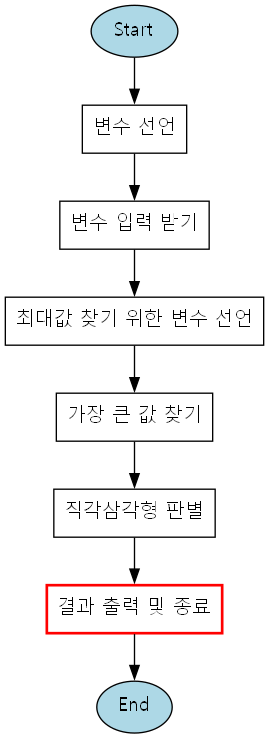 Start
변수 선언
변수 입력 받기
최대값 찾기 위한 변수 선언
가장 큰 값 찾기
직각삼각형 판별
결과 출력 및 종료
End